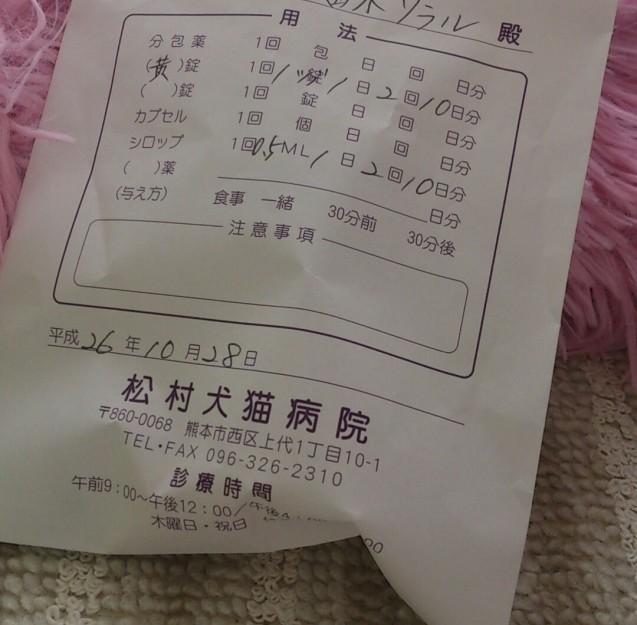 ソラル 殿
用法
分包薬 1回 包 日 回 日分
(黄)錠 1回 1/2錠 1日 2回 10日分
( )錠 1回 錠 日 回 日分
カプセル 1回 個 日 回 日分
シロップ 1回 0.5ML 1日 2回 10日分
( )薬 日分
(与え方) 食事 一緒 30分前 30分後
注意事項
平成26年10月28日
松村犬猫病院
〒860-0068 熊本市西区上代1丁目10-1
TEL・FAX 096-326-2310
診療時間
午前9:00~午後12:00/午後4:
木曜日・祝日